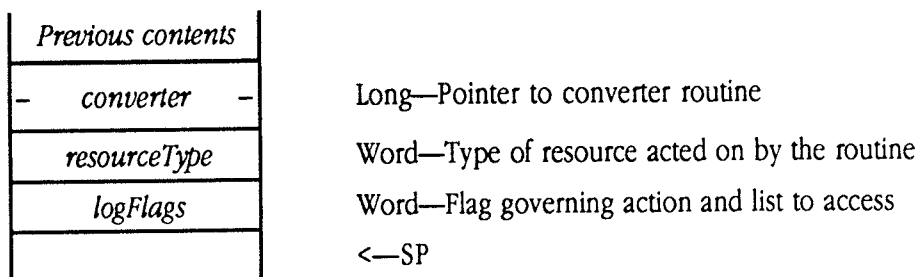 Previous contents
– converter – Long—Pointer to converter routine
resourceType Word—Type of resource acted on by the routine
logFlags Word—Flag governing action and list to access
<—SP